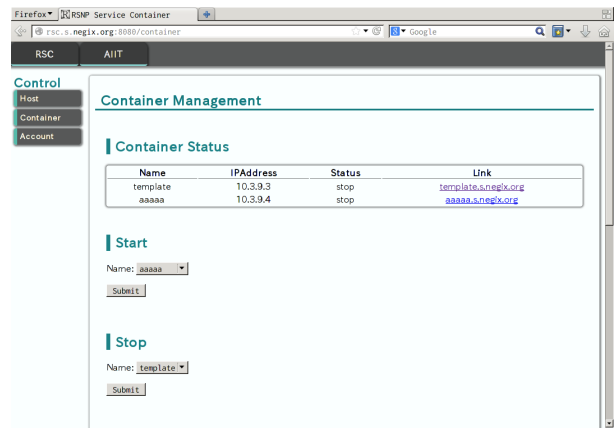 Firefox RSNP Service Container
rsc.s.negix.org:8080/container Google
RSC AIIT
Control
Host
Container
Account
Container Management
Container Status
Name IPAddress Status Link
template 10.3.9.3 stop template.s.negix.org
aaaaa 10.3.9.4 stop aaaaa.s.negix.org
Start
Name: aaaaa
Submit
Stop
Name: template
Submit